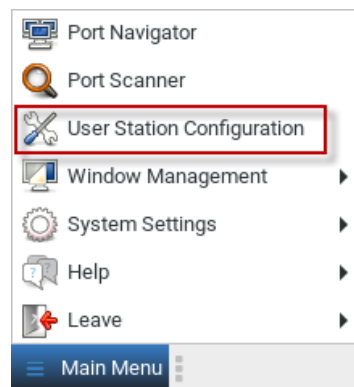 Port Navigator
Port Scanner
User Station Configuration
Window Management
System Settings
Help
Leave
Main Menu